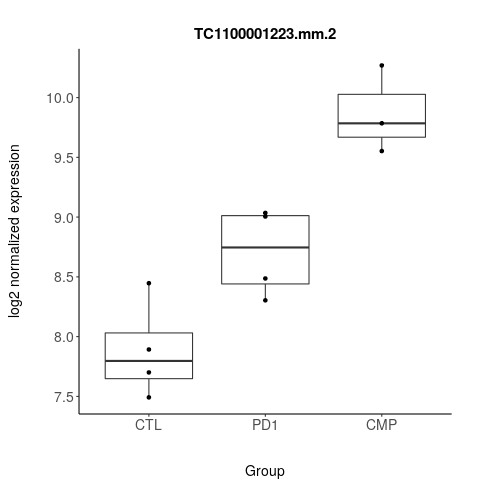 TC1100001223.mm.2
log2 normalized expression
10.0
9.5
9.0
8.5
8.0
7.5
CTL PD1 CMP
Group